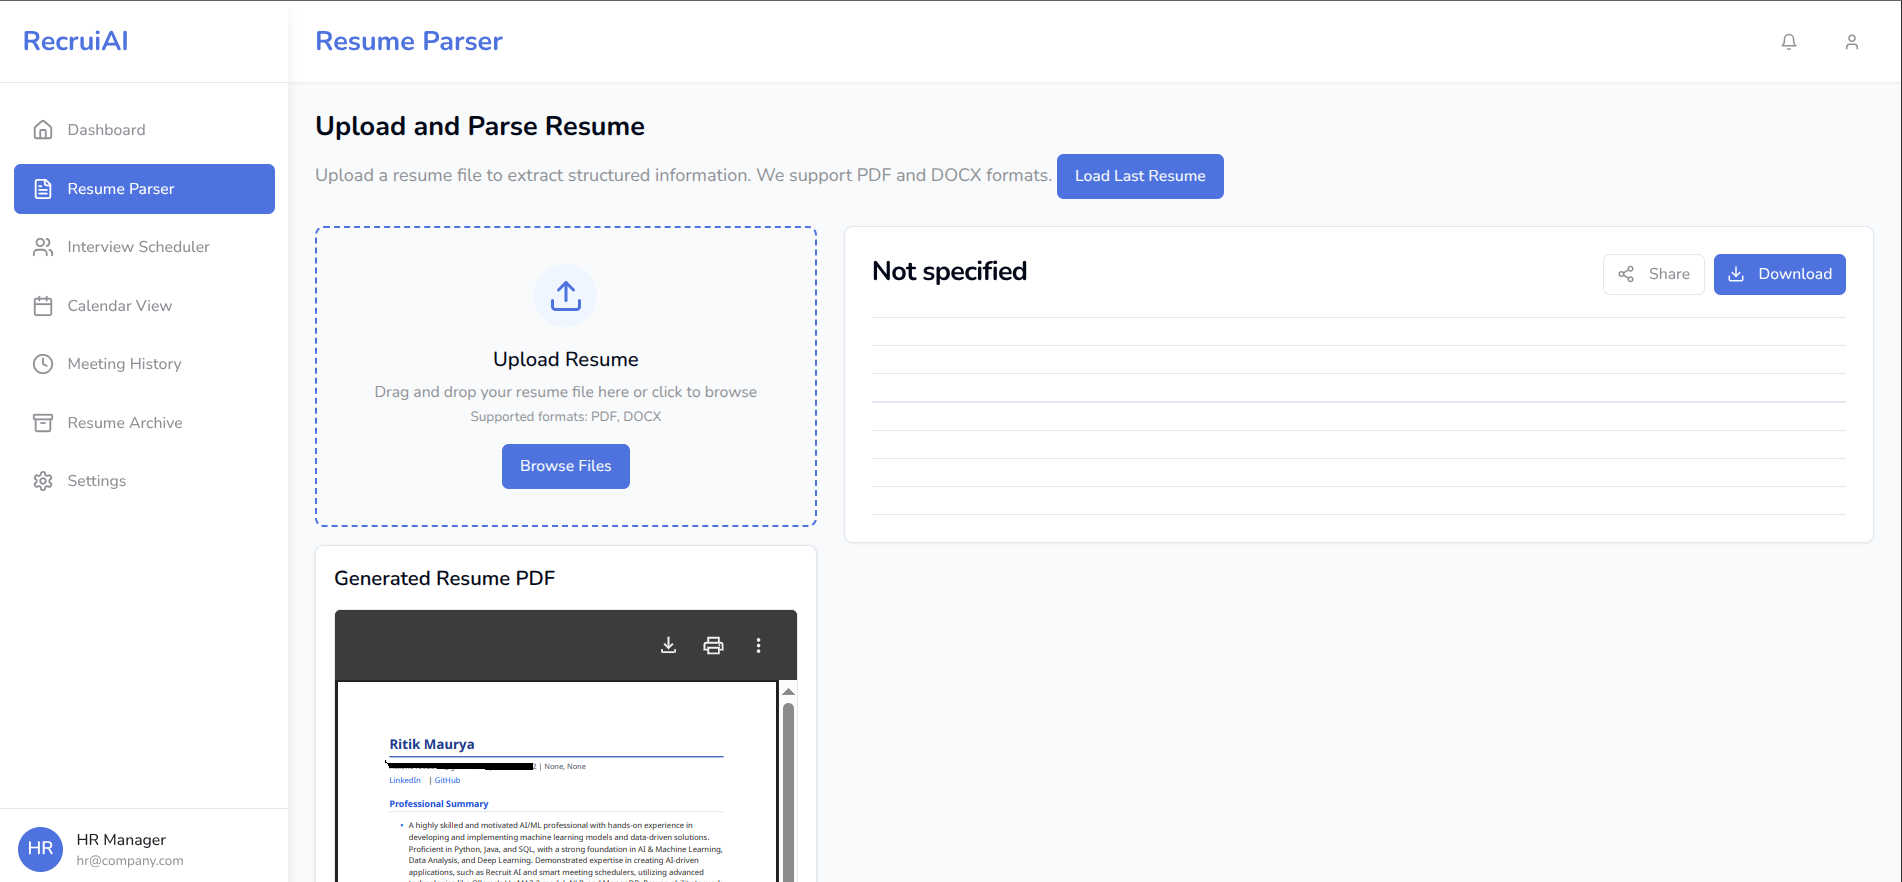 RecruiAI
Resume Parser
Dashboard
Resume Parser
Interview Scheduler
Calendar View
Meeting History
Resume Archive
Settings
HR
HR Manager
hr@company.com
Upload and Parse Resume
Upload a resume file to extract structured information. We support PDF and DOCX formats.
Load Last Resume
Upload Resume
Drag and drop your resume file here or click to browse
Supported formats: PDF, DOCX
Browse Files
Not specified
Share
Download
Generated Resume PDF
Ritik Maurya
2 | None, None
LinkedIn | GitHub
Professional Summary
• A highly skilled and motivated AI/ML professional with hands-on experience in
developing and implementing machine learning models and data-driven solutions.
Proficient in Python, Java, and SQL, with a strong foundation in AI & Machine Learning,
Data Analysis, and Deep Learning. Demonstrated expertise in creating AI-driven
applications, such as Recruit AI and smart meeting schedulers, utilizing advanced